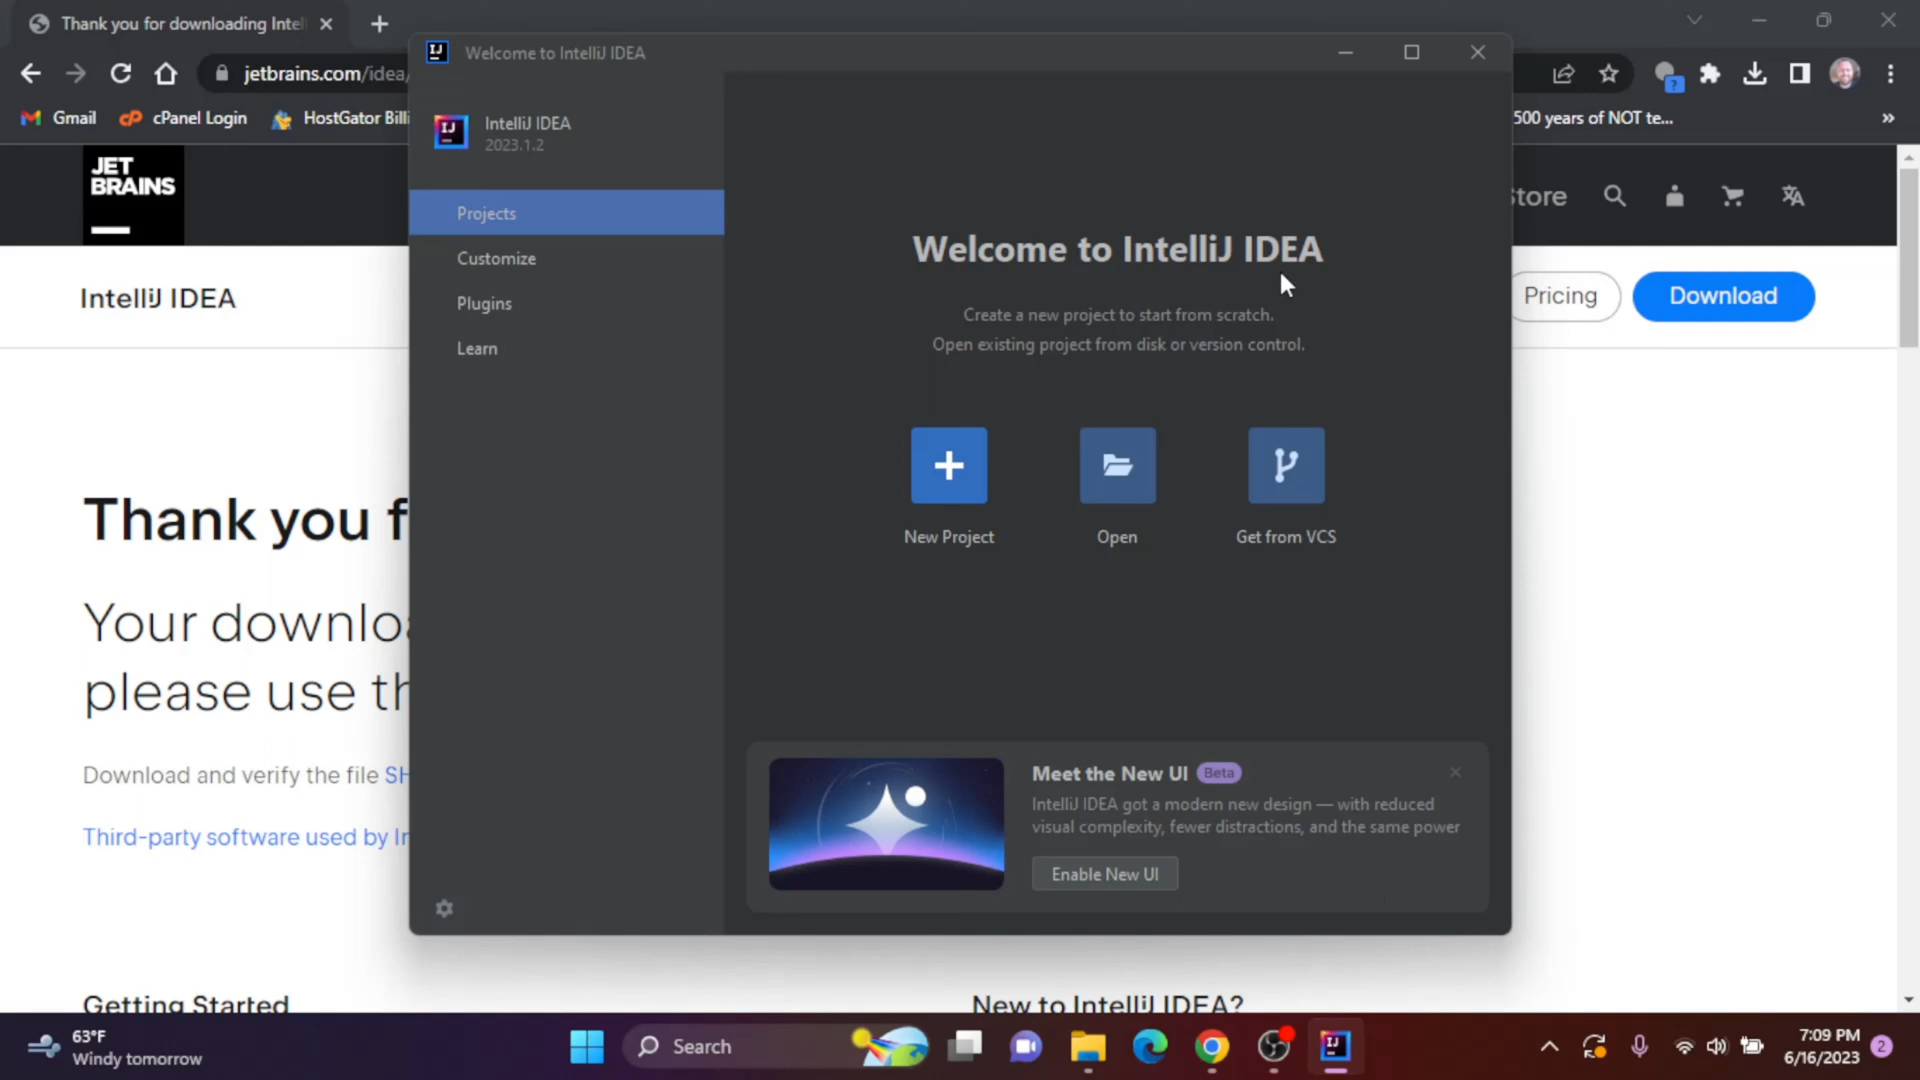 Thank you for downloading Intel
Welcome to IntelliJ IDEA
jetbrains.com/idea/
Gmail
cPanel Login
HostGator Billi
500 years of NOT te...
IntelliJ IDEA
2023.1.2
JET
BRAINS
Store
Projects
Customize
Plugins
Learn
Welcome to IntelliJ IDEA
Create a new project to start from scratch.
Open existing project from disk or version control.
IntelliJ IDEA
Pricing
Download
New Project
Open
Get from VCS
Thank you f
Your downloa
please use th
Download and verify the file SH
Third-party software used by In
Meet the New UI Beta
IntelliJ IDEA got a modern new design — with reduced
visual complexity, fewer distractions, and the same power
Enable New UI
Getting Started
New to IntelliJ IDEA?
63°F
Windy tomorrow
Search
7:09 PM
6/16/2023
2